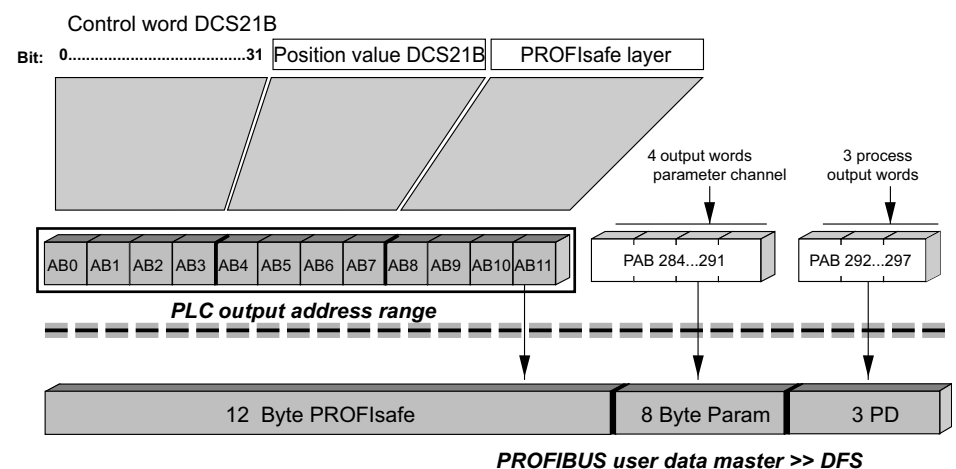 Control word DCS21B
Bit: 0........................................31 Position value DCS21B PROFIsafe layer
4 output words
parameter channel
3 process
output words
AB0 AB1 AB2 AB3 AB4 AB5 AB6 AB7 AB8 AB9 AB10 AB11 PAB 284...291 PAB 292...297
PLC output address range
12 Byte PROFIsafe 8 Byte Param 3 PD
PROFIBUS user data master >> DFS